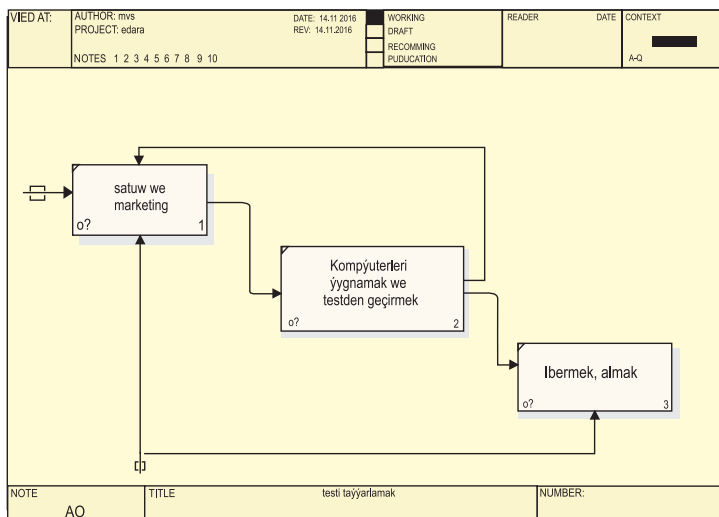 VIED AT:
AUTHOR: mvs
PROJECT: edara
NOTES 1 2 3 4 5 6 7 8 9 10
DATE: 14.11 2016
REV: 14.11.2016
WORKING
DRAFT
RECOMMING
PUDUCATION
READER DATE
CONTEXT
A-Q
satuw we
marketing
o? 1
Kompýuterleri
ýygnamak we
testden geçirmek
o? 2
Ibermek, almak
o? 3
NOTE
AO
TITLE
testi taýýarlamak
NUMBER: